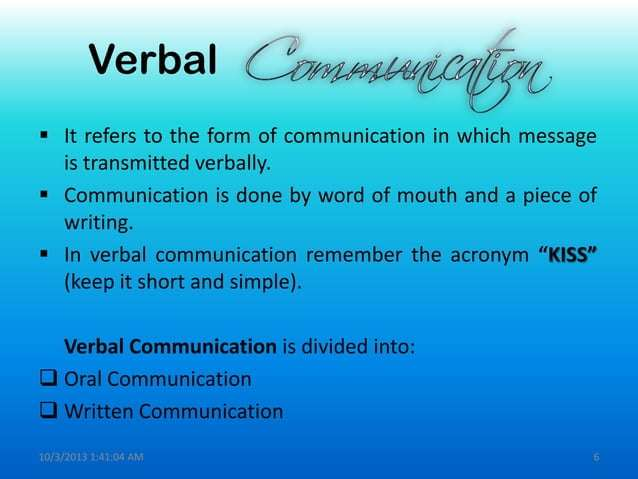 Verbal Communication
▪ It refers to the form of communication in which message
is transmitted verbally.
▪ Communication is done by word of mouth and a piece of
writing.
▪ In verbal communication remember the acronym “KISS”
(keep it short and simple).
Verbal Communication is divided into:
❑ Oral Communication
❑ Written Communication
10/3/2013 1:41:04 AM 6